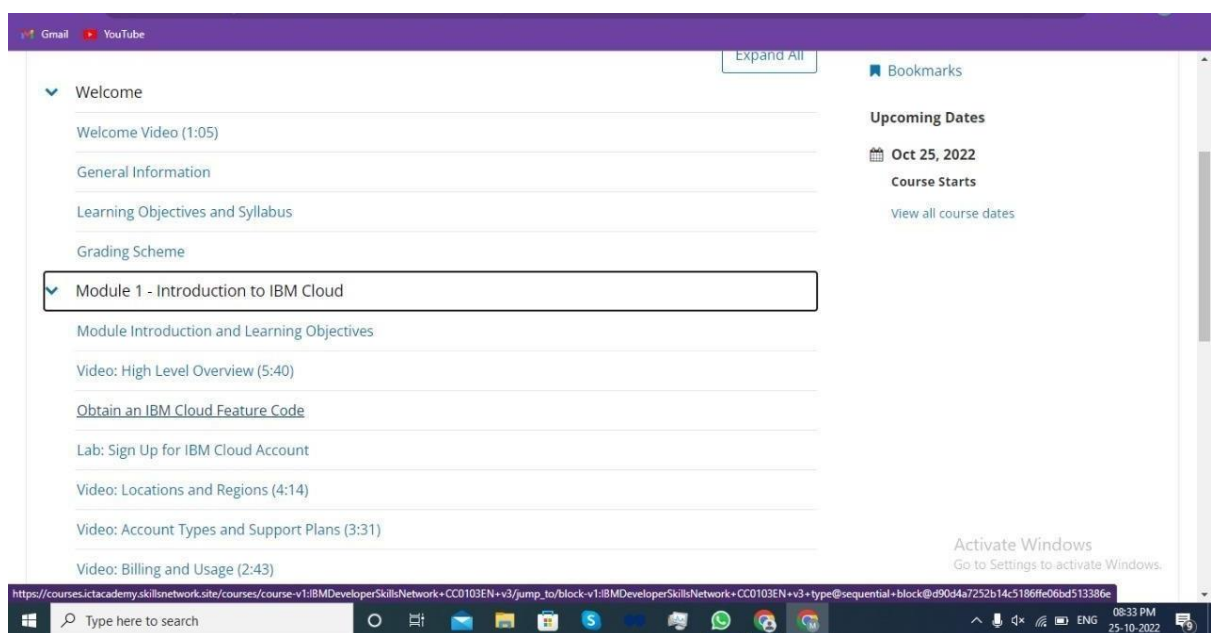 Gmail YouTube
Expand All
Bookmarks
Welcome
Upcoming Dates
Welcome Video (1:05)
Oct 25, 2022
General Information
Course Starts
Learning Objectives and Syllabus
View all course dates
Grading Scheme
Module 1 - Introduction to IBM Cloud
Module Introduction and Learning Objectives
Video: High Level Overview (5:40)
Obtain an IBM Cloud Feature Code
Lab: Sign Up for IBM Cloud Account
Video: Locations and Regions (4:14)
Video: Account Types and Support Plans (3:31)
Activate Windows
Go to Settings to activate Windows.
Video: Billing and Usage (2:43)
https://courses.ictacademy.skillsnetwork.site/courses/course-v1:IBMDeveloperSkillsNetwork+CC0103EN+v3/jump_to/block-v1:IBMDeveloperSkillsNetwork+CC0103EN+v3+type@sequential+block@d90d4a7252b14c5186ffe06bd513386e
Type here to search
ENG
08:33 PM
25-10-2022